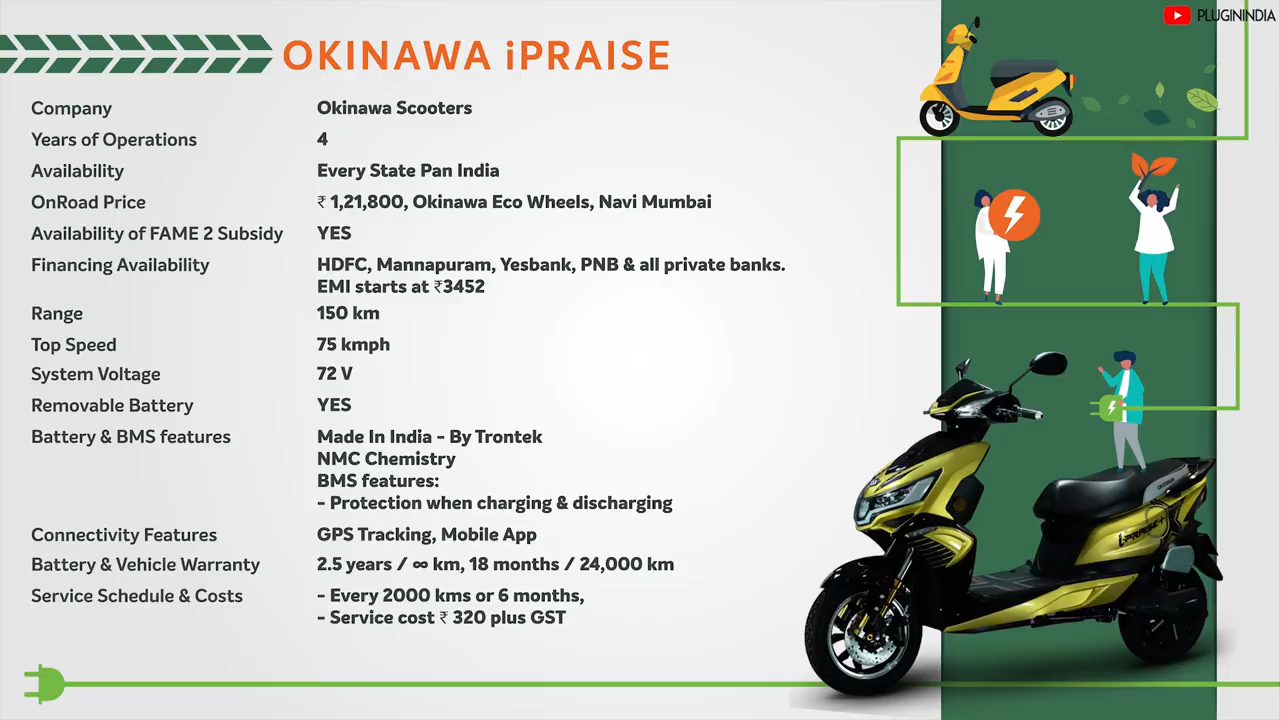 PLUGININDIA
OKINAWA iPRAISE
Company Okinawa Scooters
Years of Operations 4
Availability Every State Pan India
OnRoad Price ₹ 1,21,800, Okinawa Eco Wheels, Navi Mumbai
Availability of FAME 2 Subsidy YES
Financing Availability HDFC, Mannapuram, Yesbank, PNB & all private banks.
EMI starts at ₹3452
Range 150 km
Top Speed 75 kmph
System Voltage 72 V
Removable Battery YES
Battery & BMS features Made In India - By Trontek
NMC Chemistry
BMS features:
- Protection when charging & discharging
Connectivity Features GPS Tracking, Mobile App
Battery & Vehicle Warranty 2.5 years / ∞ km, 18 months / 24,000 km
Service Schedule & Costs - Every 2000 kms or 6 months,
- Service cost ₹ 320 plus GST
iPRAISE+